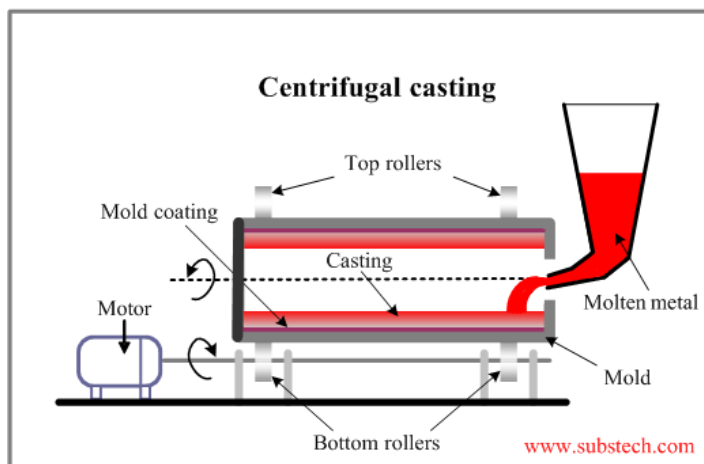 Centrifugal casting
Top rollers
Mold coating
Casting
Molten metal
Motor
Mold
Bottom rollers
www.substech.com